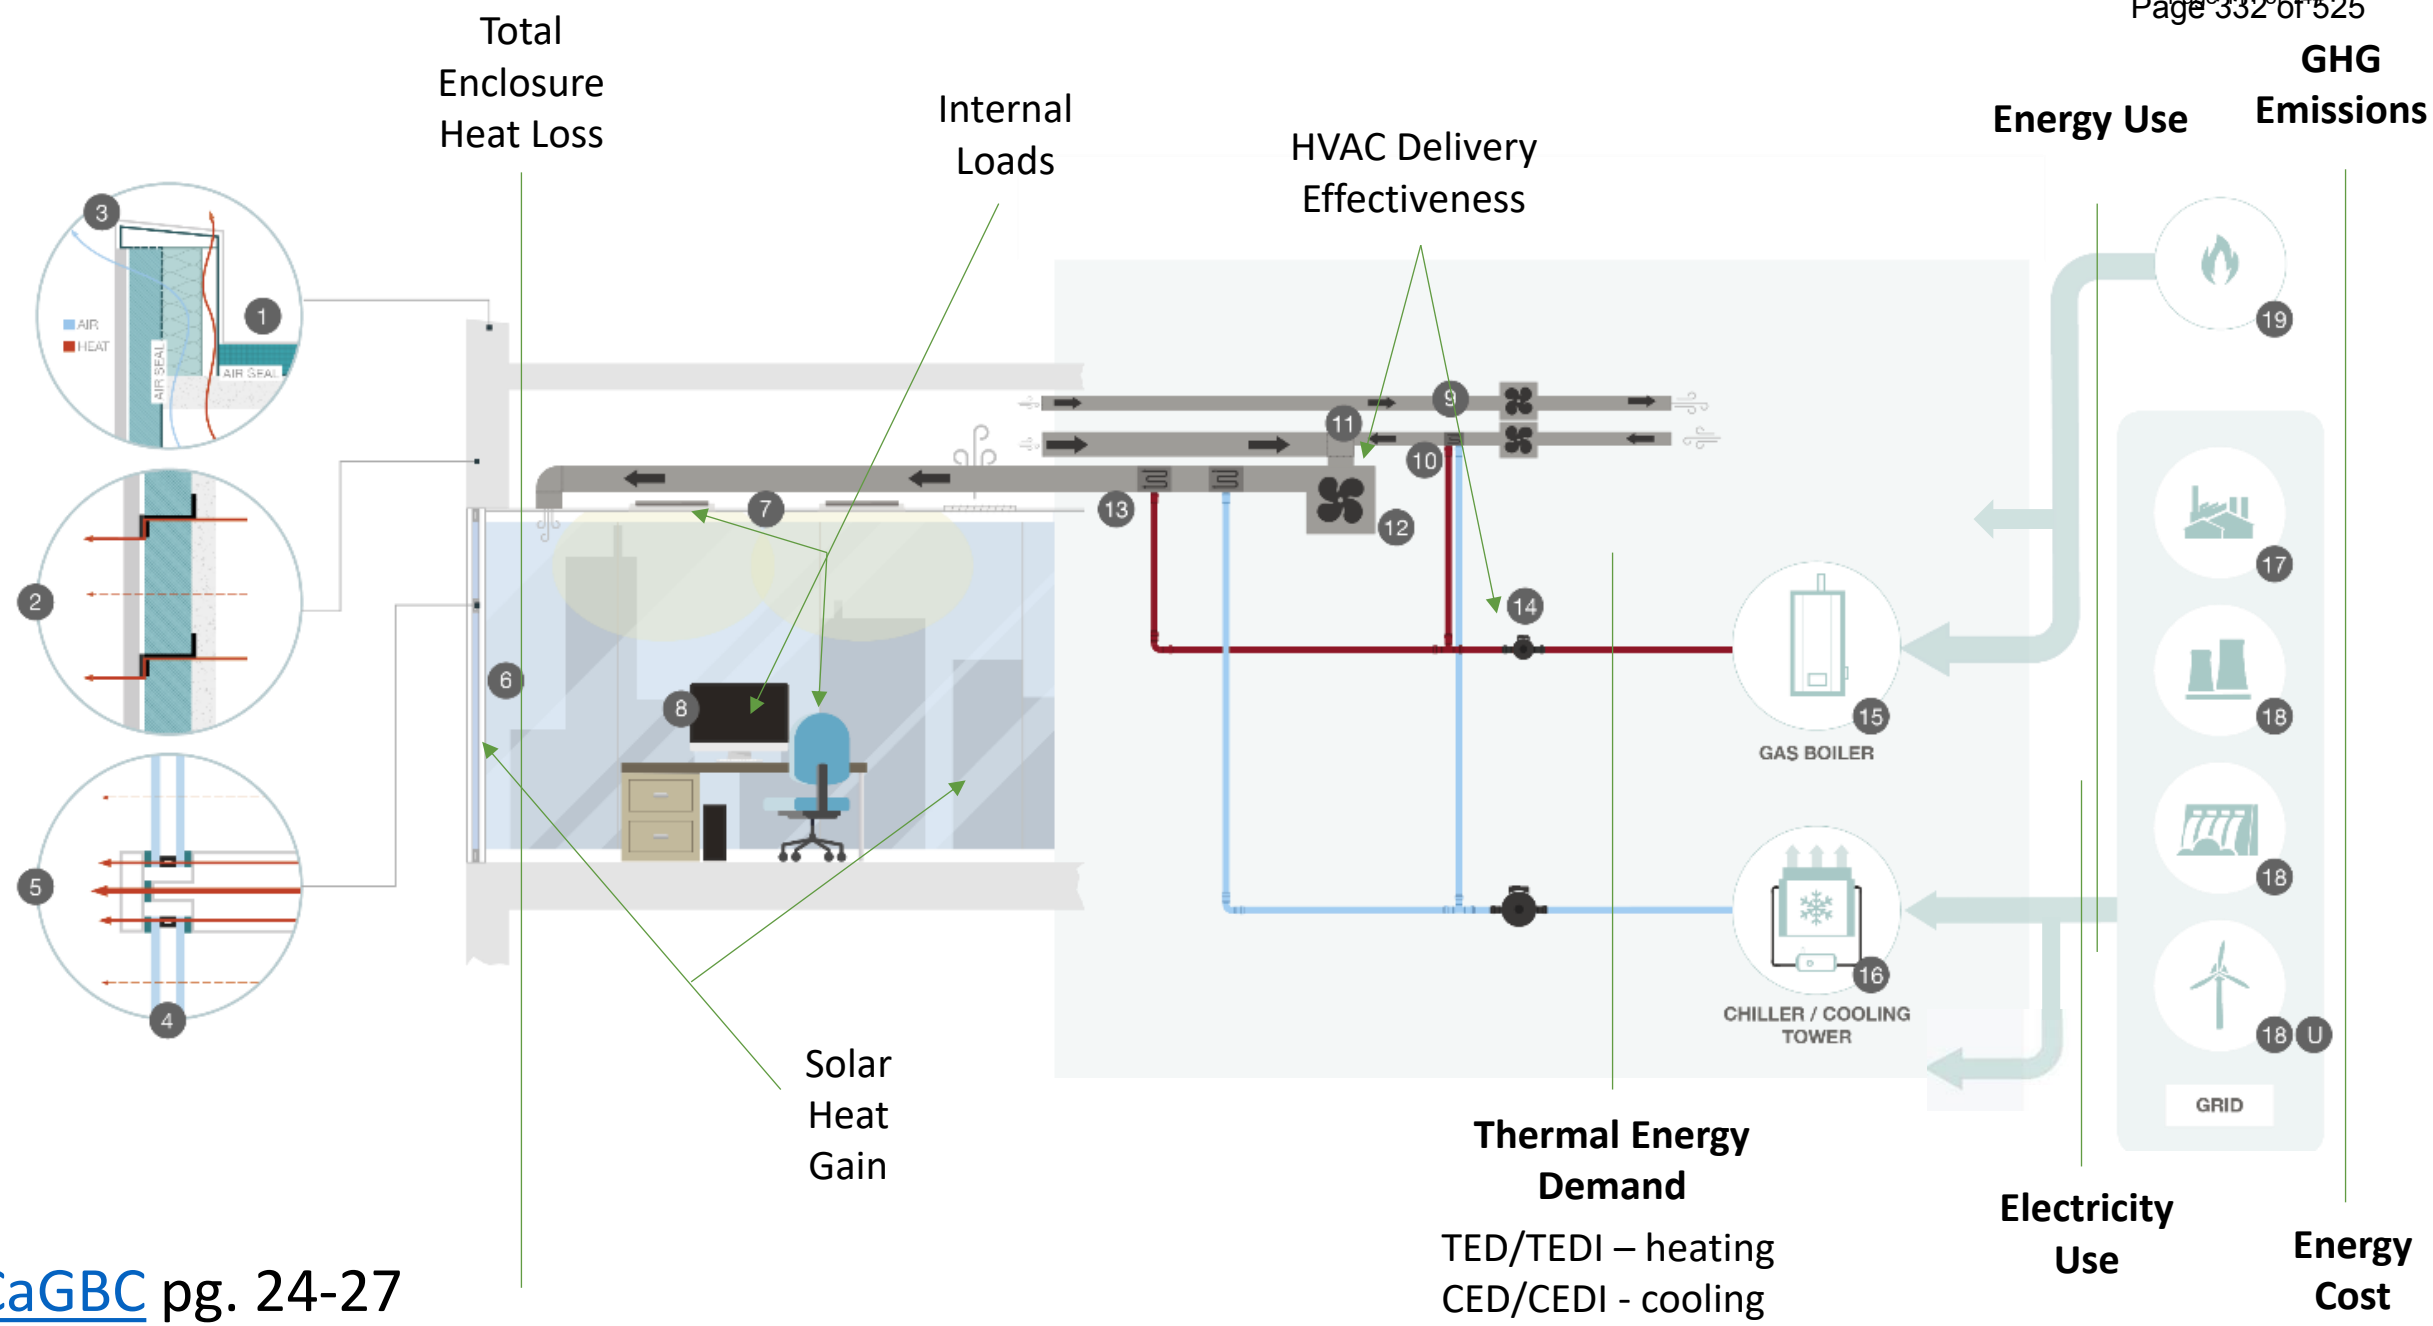 Page 332 of 525
Total
Enclosure
Heat Loss
Internal
Loads
HVAC Delivery
Effectiveness
Energy Use
GHG
Emissions
3
1
AIR
HEAT
AIR SEAL
AIR SEAL
2
5
4
6
7
8
9
10
11
12
13
14
15
GAS BOILER
16
CHILLER / COOLING
TOWER
19
17
18
18
18 U
GRID
Solar
Heat
Gain
Thermal Energy
Demand
TED/TEDI – heating
CED/CEDI - cooling
Electricity
Use
Energy
Cost
CaGBC pg. 24-27